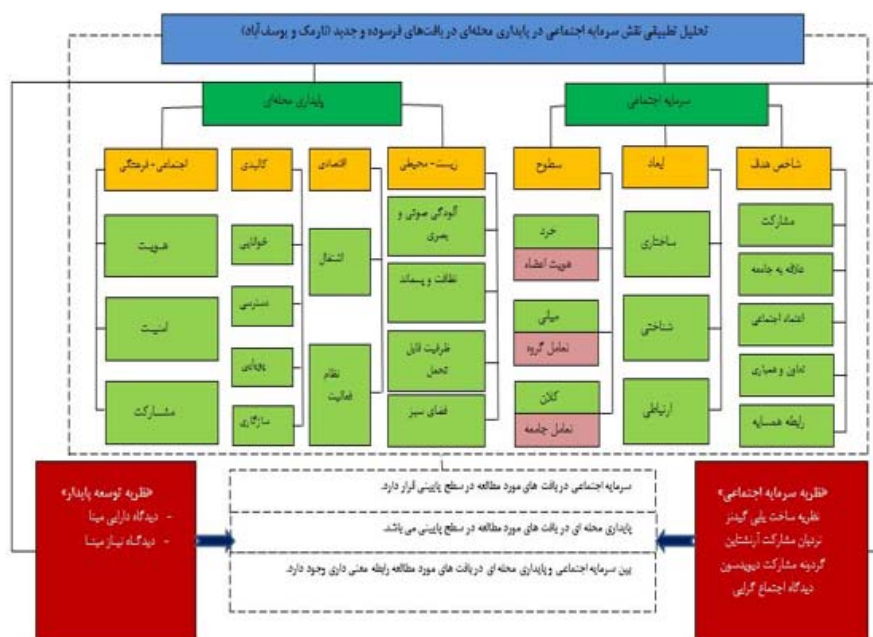 تحلیل تطبیقی نقش سرمایه اجتماعی در پایداری محله‌ای در بافت‌های فرسوده و جدید (نارمک و یوسف‌آباد)
سرمایه اجتماعی
پایداری محله‌ای
شاخص هدف
ابعاد
سطوح
زیست- محیطی
اقتصادی
کالبدی
اجتماعی- فرهنگی
مشارکت
علاقه به جامعه
اعتماد اجتماعی
تعاون و همیاری
رابطه همسایه
ساختاری
شناختی
ارتباطی
خرد
هویت اعضاء
میانی
تعامل گروه
کلان
تعامل جامعه
آلودگی صوتی و
بصری
نظافت و پسماند
ظرفیت قابل
تحمل
فضای سبز
اشتغال
نظام
فعالیت
خوانایی
دسترسی
پویایی
سازگاری
هویت
امنیت
مشارکت
«نظریه سرمایه اجتماعی»
نظریه ساخت یابی گیدنز
نردبان مشارکت آرنشتاین
گردونه مشارکت دیویدسون
دیدگاه اجتماع گرایی
سرمایه اجتماعی در بافت های مورد مطالعه در سطح پایینی قرار دارد.
پایداری محله ای در بافت های مورد مطالعه در سطح پایینی می باشد.
بین سرمایه اجتماعی و پایداری محله ای در بافت های مورد مطالعه رابطه معنی داری وجود دارد.
«نظریه توسعه پایدار»
- دیدگاه دارایی مبنا
- دیدگاه نیاز مبنا